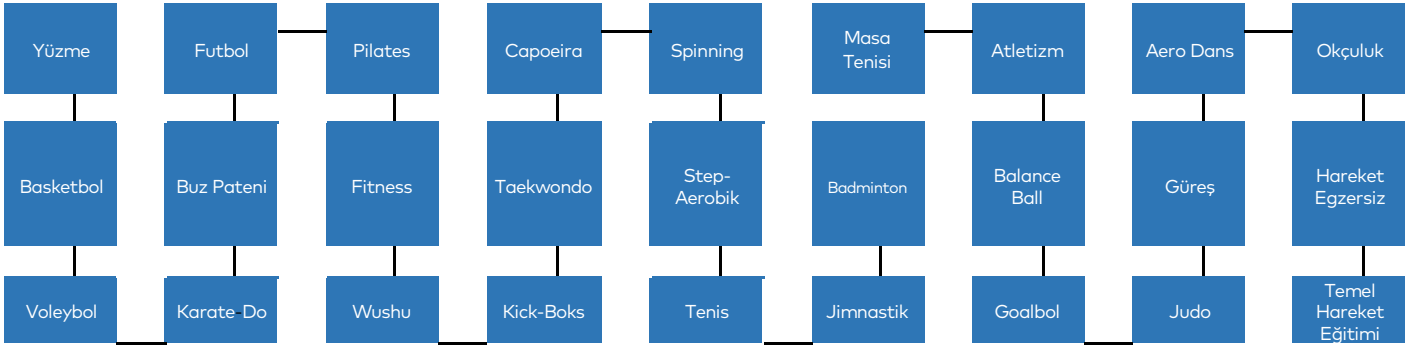 Yüzme
Futbol
Pilates
Capoeira
Spinning
Masa
Tenisi
Atletizm
Aero Dans
Okçuluk
Basketbol
Buz Pateni
Fitness
Taekwondo
Step-
Aerobik
Badminton
Balance
Ball
Güreş
Hareket
Egzersiz
Voleybol
Karate-Do
Wushu
Kick-Boks
Tenis
Jimnastik
Goalbol
Judo
Temel
Hareket
Eğitimi